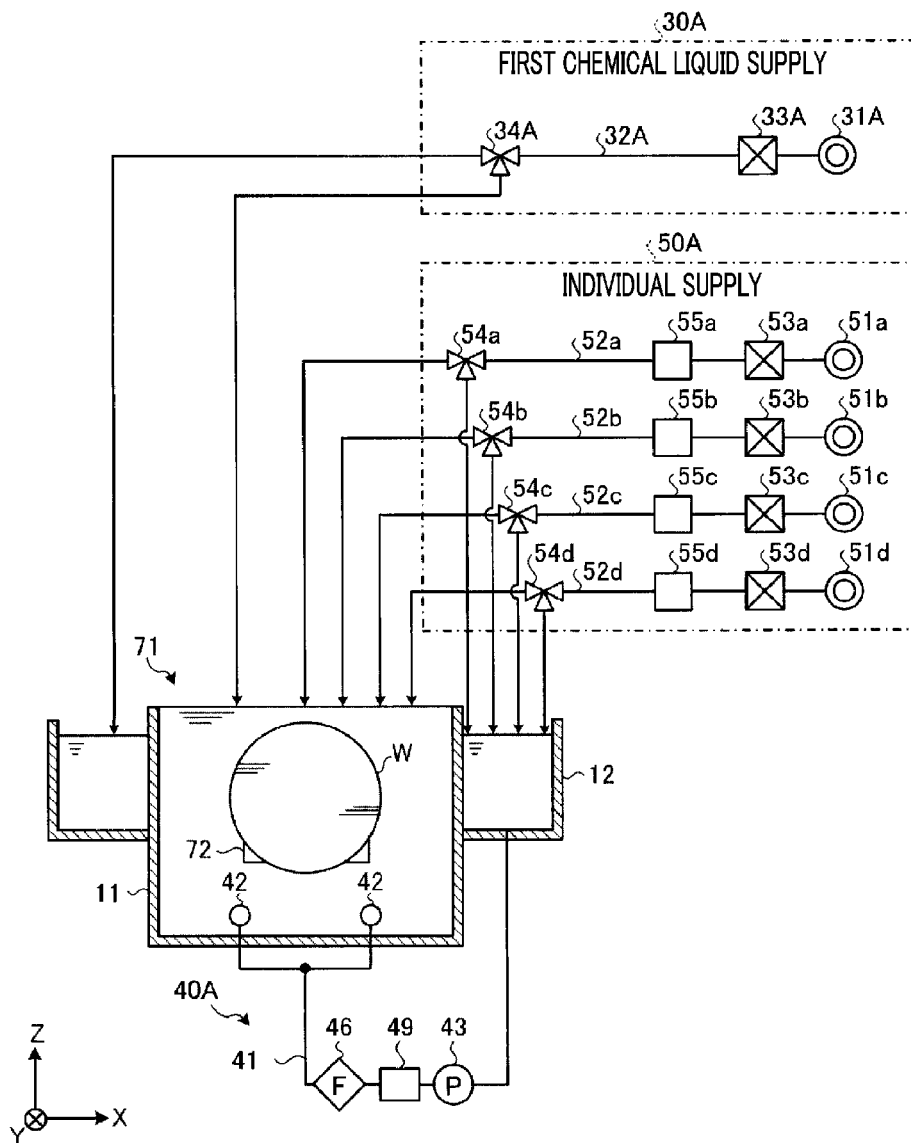 30A
FIRST CHEMICAL LIQUID SUPPLY
34A 32A 33A 31A
50A
INDIVIDUAL SUPPLY
54a 52a 55a 53a 51a
54b 52b 55b 53b 51b
54c 52c 55c 53c 51c
54d 52d 55d 53d 51d
71
W
12
72
11
42 42
40A
46 49 43
41
F P
Z
X
Y